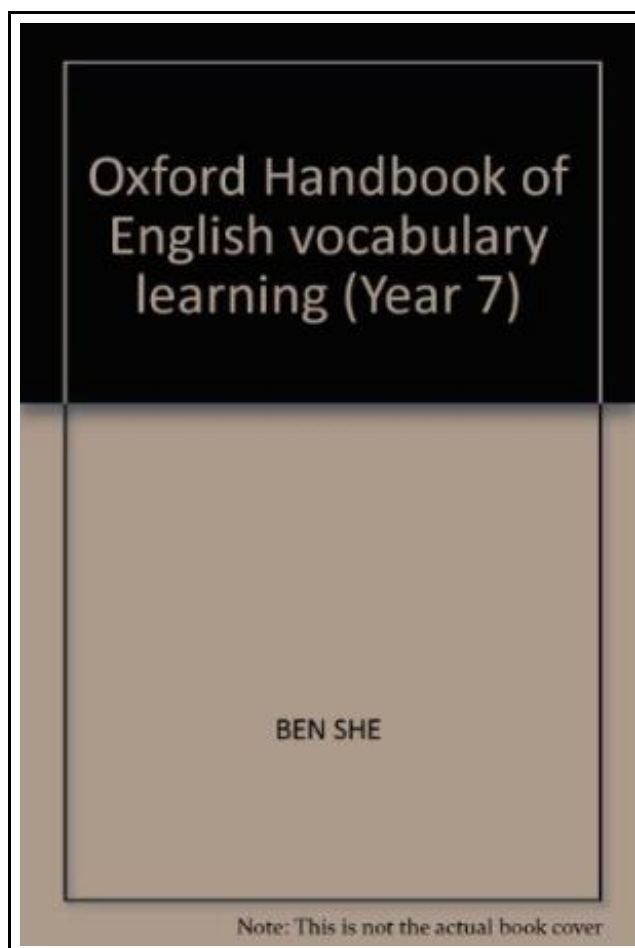 Oxford Handbook of
English vocabulary
learning (Year 7)
BEN SHE
Note: This is not the actual book cover